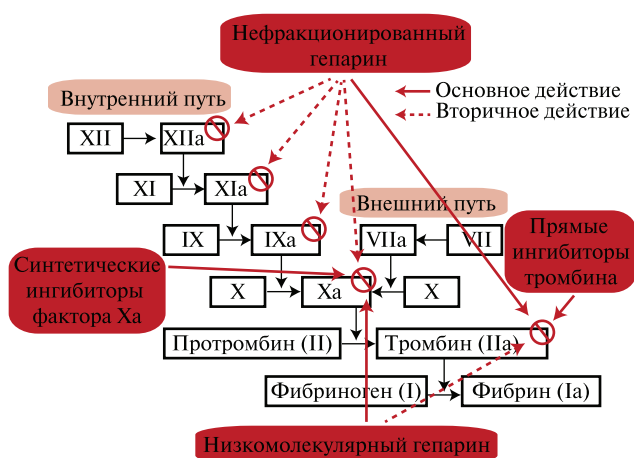 Нефракционированный
гепарин
Основное действие
Вторичное действие
Внутренний путь
XII
XIIa
XI
XIa
Внешний путь
IX
IXa
VIIa
VII
Прямые
ингибиторы
тромбина
Синтетические
ингибиторы
фактора Xa
X
Xa
X
Протромбин (II)
Тромбин (IIa)
Фибриноген (I)
Фибрин (Ia)
Низкомолекулярный гепарин